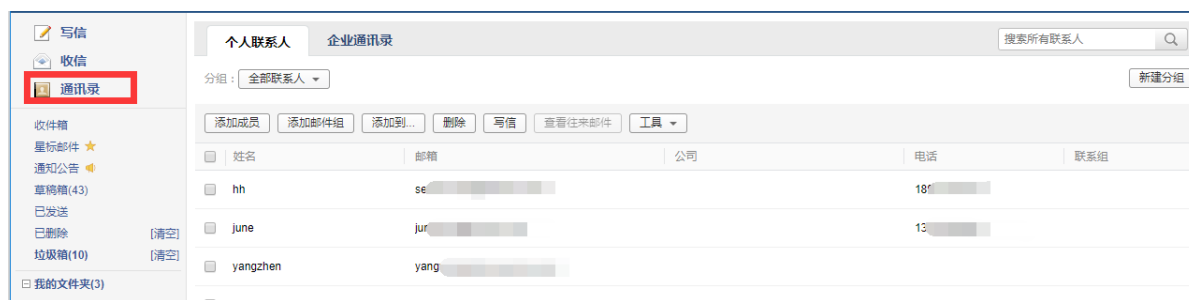 写信
收信
通讯录
收件箱
星标邮件
通知公告
草稿箱(43)
已发送
已删除 [清空]
垃圾箱(10) [清空]
我的文件夹(3)
个人联系人 企业通讯录 搜索所有联系人
分组： 全部联系人 新建分组
添加成员 添加邮件组 添加到... 删除 写信 查看往来邮件 工具
姓名 邮箱 公司 电话 联系组
hh se
june jun 13
yangzhen yang